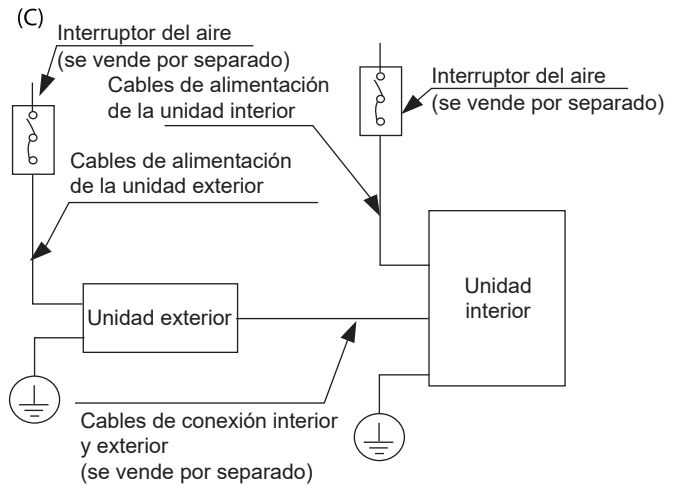 (C)
Interruptor del aire
(se vende por separado)
Cables de alimentación
de la unidad interior
Interruptor del aire
(se vende por separado)
Cables de alimentación
de la unidad exterior
Unidad exterior
Unidad
interior
Cables de conexión interior
y exterior
(se vende por separado)